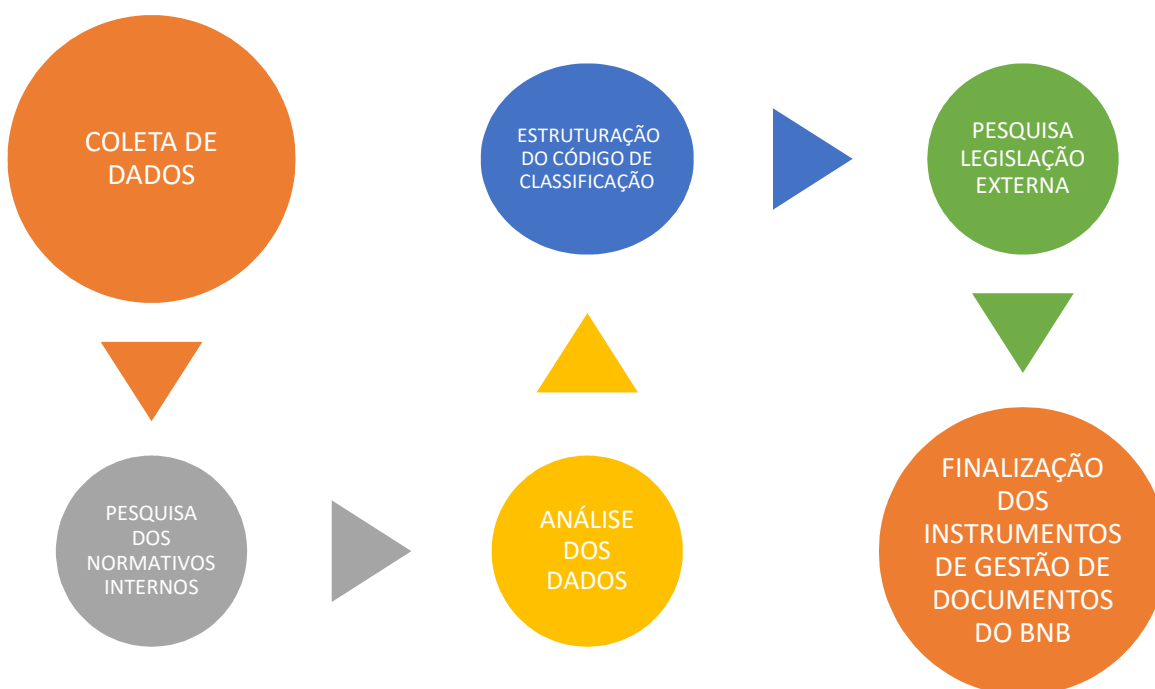 COLETA DE
DADOS
PESQUISA
DOS
NORMATIVOS
INTERNOS
ANÁLISE
DOS
DADOS
ESTRUTURAÇÃO
DO CÓDIGO DE
CLASSIFICAÇÃO
PESQUISA
LEGISLAÇÃO
EXTERNA
FINALIZAÇÃO
DOS
INSTRUMENTOS
DE GESTÃO DE
DOCUMENTOS
DO BNB